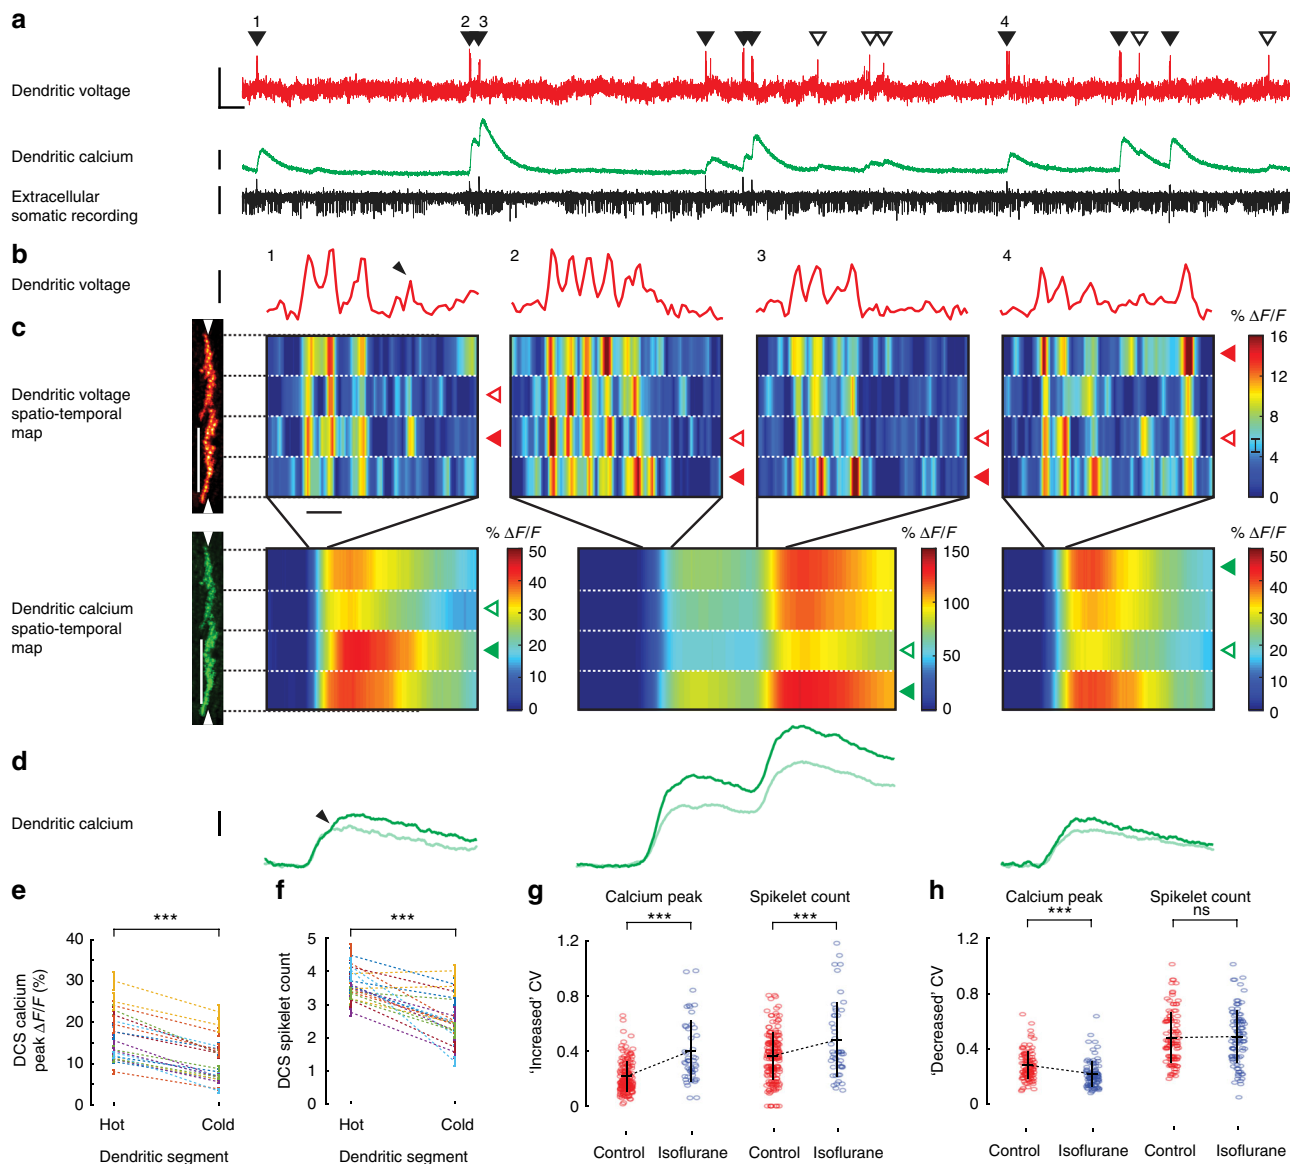 a
1
2
3
4
Dendritic voltage
Dendritic calcium
Extracellular
somatic recording
b
1
2
3
4
Dendritic voltage
c
% ΔF/F
16
14
12
10
8
6
4
2
0
Dendritic voltage
spatio-temporal
map
% ΔF/F
50
40
30
20
10
0
% ΔF/F
150
100
50
0
% ΔF/F
50
40
30
20
10
0
Dendritic calcium
spatio-temporal
map
d
Dendritic calcium
e
***
40
30
20
10
0
DCS calcium
peak ΔF/F (%)
Hot
Cold
Dendritic segment
f
***
5
4
3
2
1
0
DCS spikelet count
Hot
Cold
Dendritic segment
g
Calcium peak
Spikelet count
***
***
1.2
0.8
0.4
0
'Increased' CV
Control
Isoflurane
Control
Isoflurane
h
Calcium peak
Spikelet count
***
ns
1.2
0.8
0.4
0
'Decreased' CV
Control
Isoflurane
Control
Isoflurane